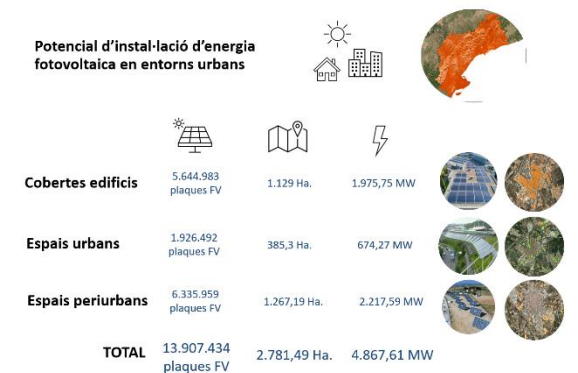 Potencial d'instal·lació d'energia
fotovoltaica en entorns urbans
Cobertes edificis
5.644.983
plaques FV
1.129 Ha.
1.975,75 MW
Espais urbans
1.926.492
plaques FV
385,3 Ha.
674,27 MW
Espais periurbans
6.335.959
plaques FV
1.267,19 Ha.
2.217,59 MW
TOTAL
13.907.434
plaques FV
2.781,49 Ha.
4.867,61 MW